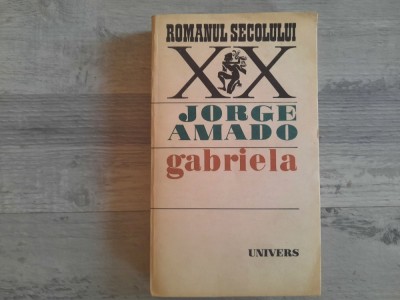 ROMANUL SECOLULUI
XX
JORGE
AMADO
gabriela
UNIVERS